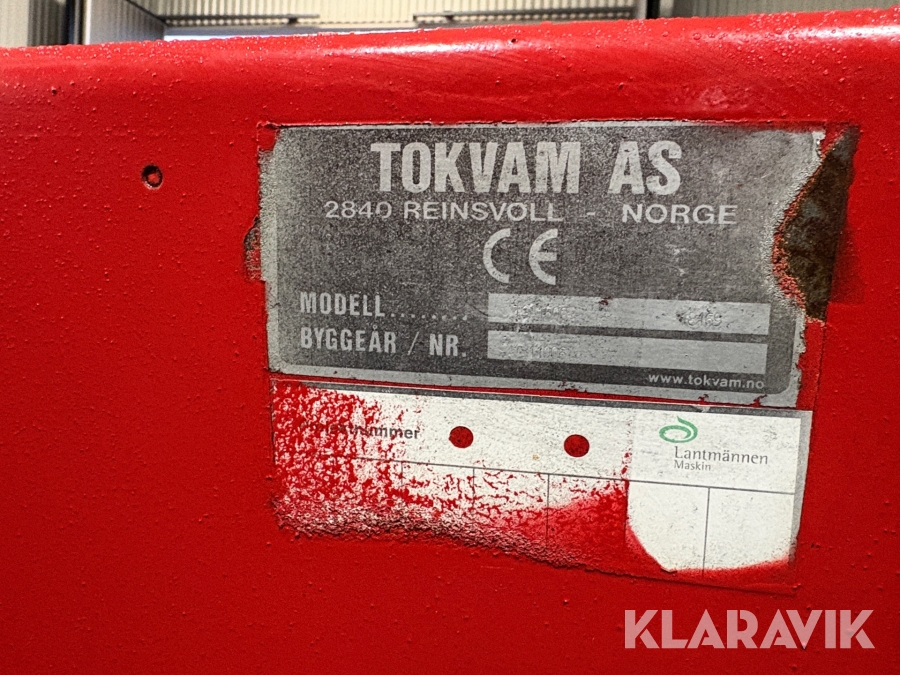 TOKVAM AS
2840 REINSVOLL - NORGE
CE
MODELL........
BYGGEÅR / NR.
www.tokvam.no
Lantmännen
Maskin
KLARAVIK